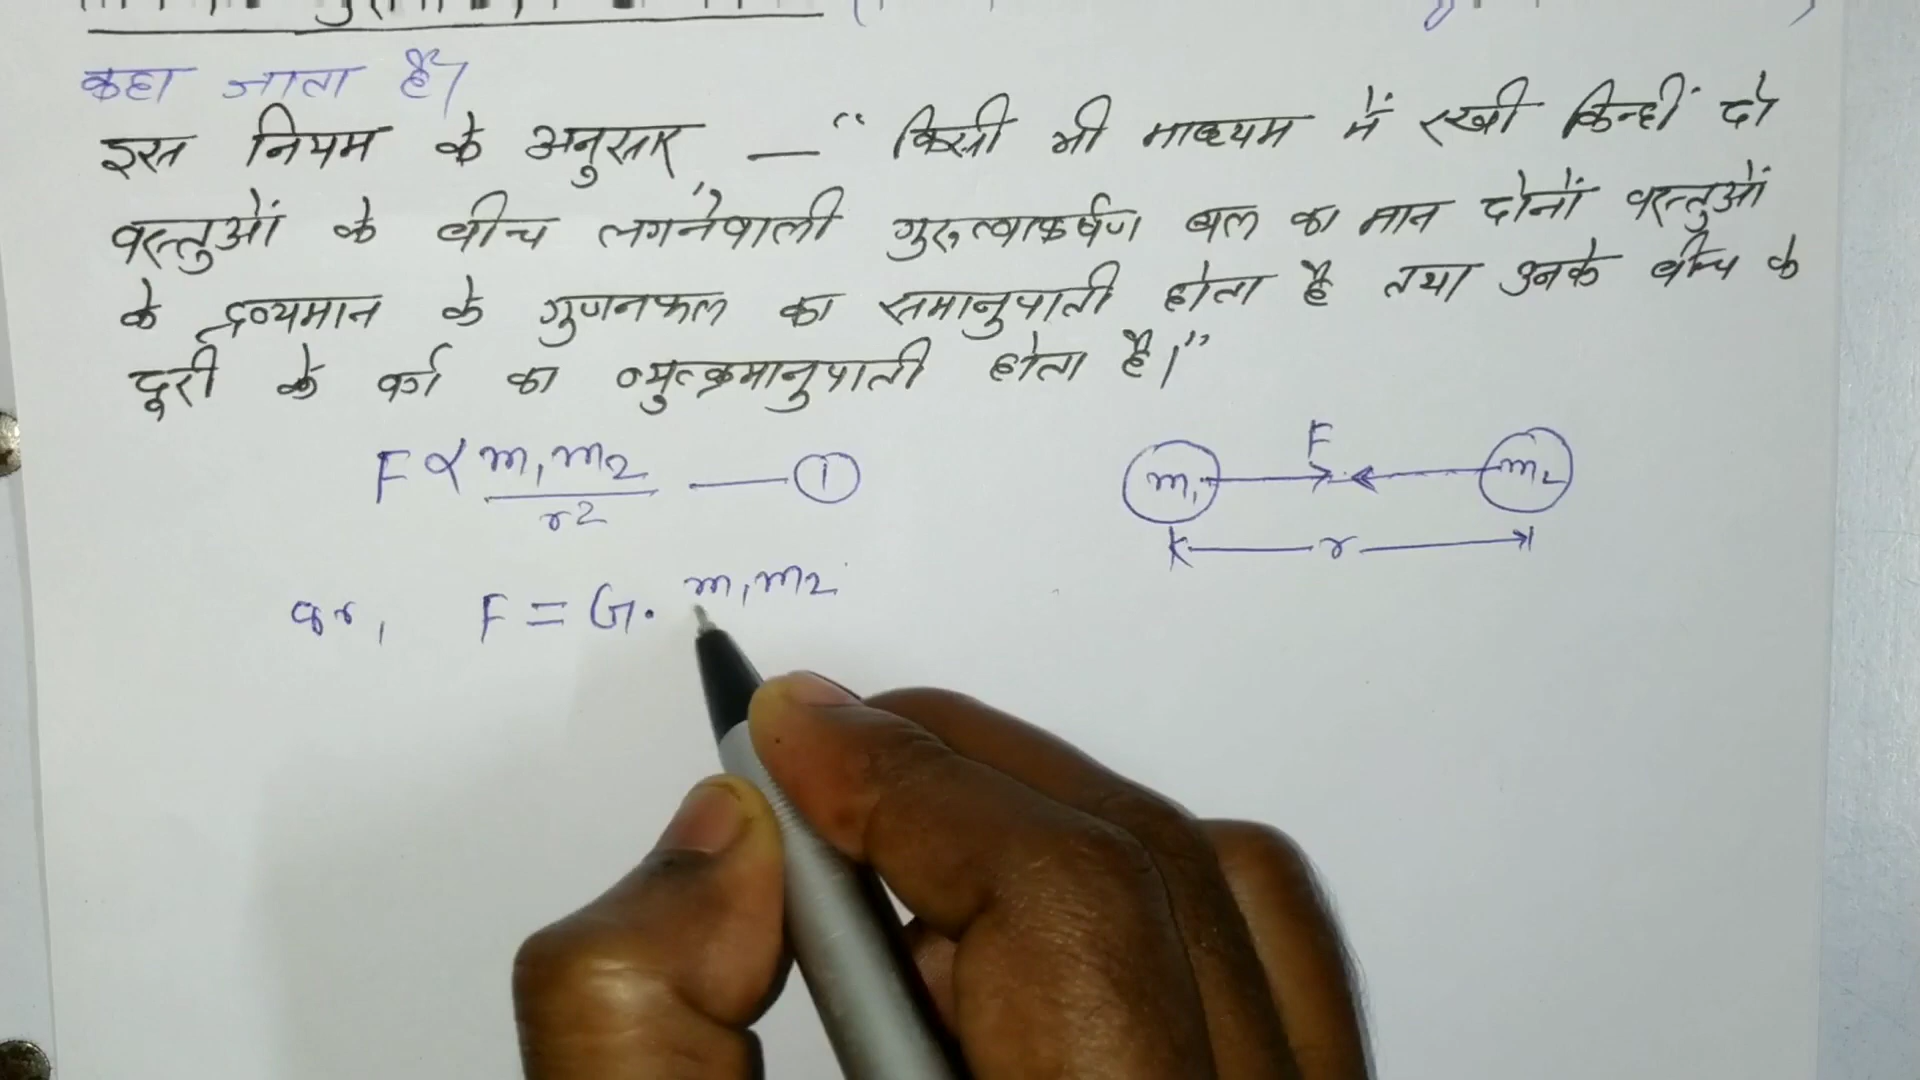 कहा जाता है।
इस नियम के अनुसार — “ किसी भी माध्यम में रखी किन्हीं दो
वस्तुओं के बीच लगनेवाली गुरुत्वाकर्षण बल का मान दोनों वस्तुओं
के द्रव्यमान के गुणनफल का समानुपाती होता है तथा उनके बीच के
दूरी के वर्ग का व्युत्क्रमानुपाती होता है।”
F ∝ m₁m₂ / r² — ①
F
m₁ m₂
r
or, F = G. m₁m₂